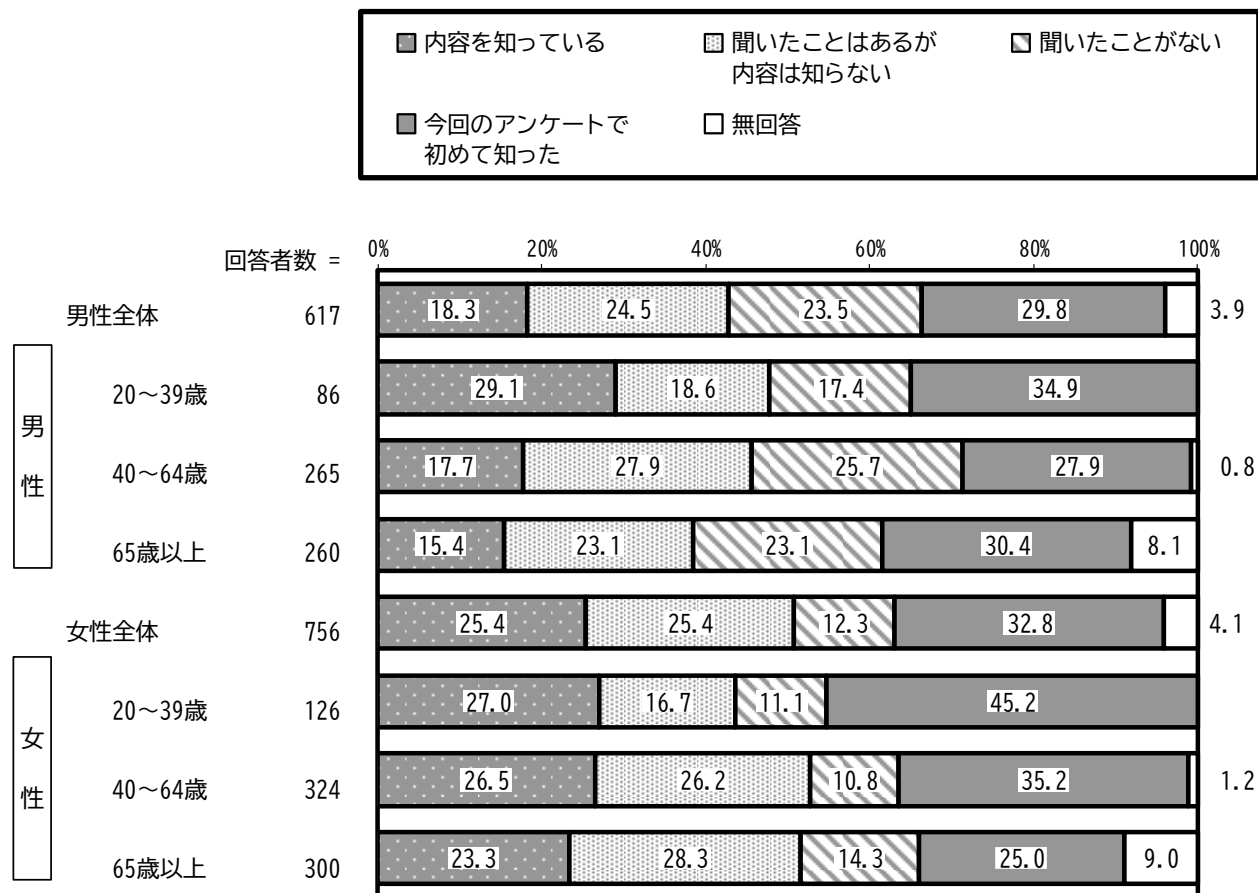 内容を知っている
聞いたことはあるが
内容は知らない
聞いたことがない
今回のアンケートで
初めて知った
無回答
回答者数 =
0% 20% 40% 60% 80% 100%
男性全体 617 18.3 24.5 23.5 29.8 3.9
男性
20～39歳 86 29.1 18.6 17.4 34.9
40～64歳 265 17.7 27.9 25.7 27.9 0.8
65歳以上 260 15.4 23.1 23.1 30.4 8.1
女性全体 756 25.4 25.4 12.3 32.8 4.1
女性
20～39歳 126 27.0 16.7 11.1 45.2
40～64歳 324 26.5 26.2 10.8 35.2 1.2
65歳以上 300 23.3 28.3 14.3 25.0 9.0